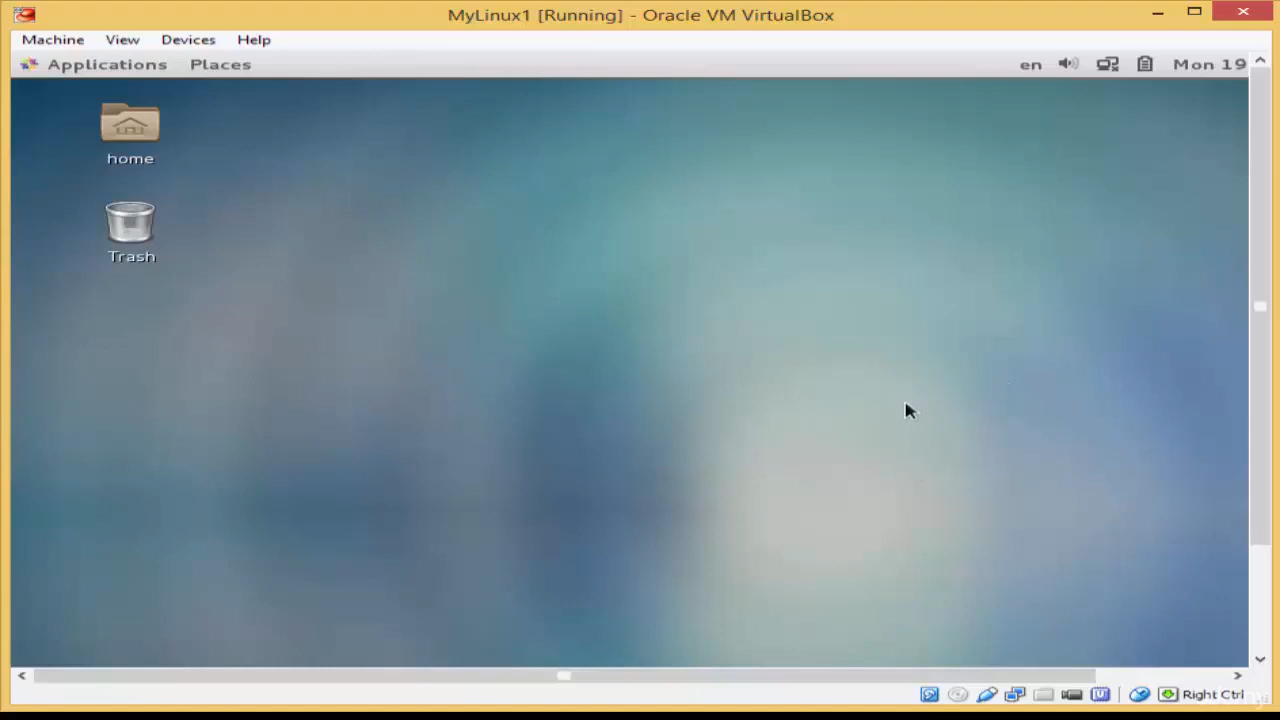 MyLinux1 [Running] - Oracle VM VirtualBox
Machine View Devices Help
Applications Places en Mon 19
home
Trash
Right Ctrl